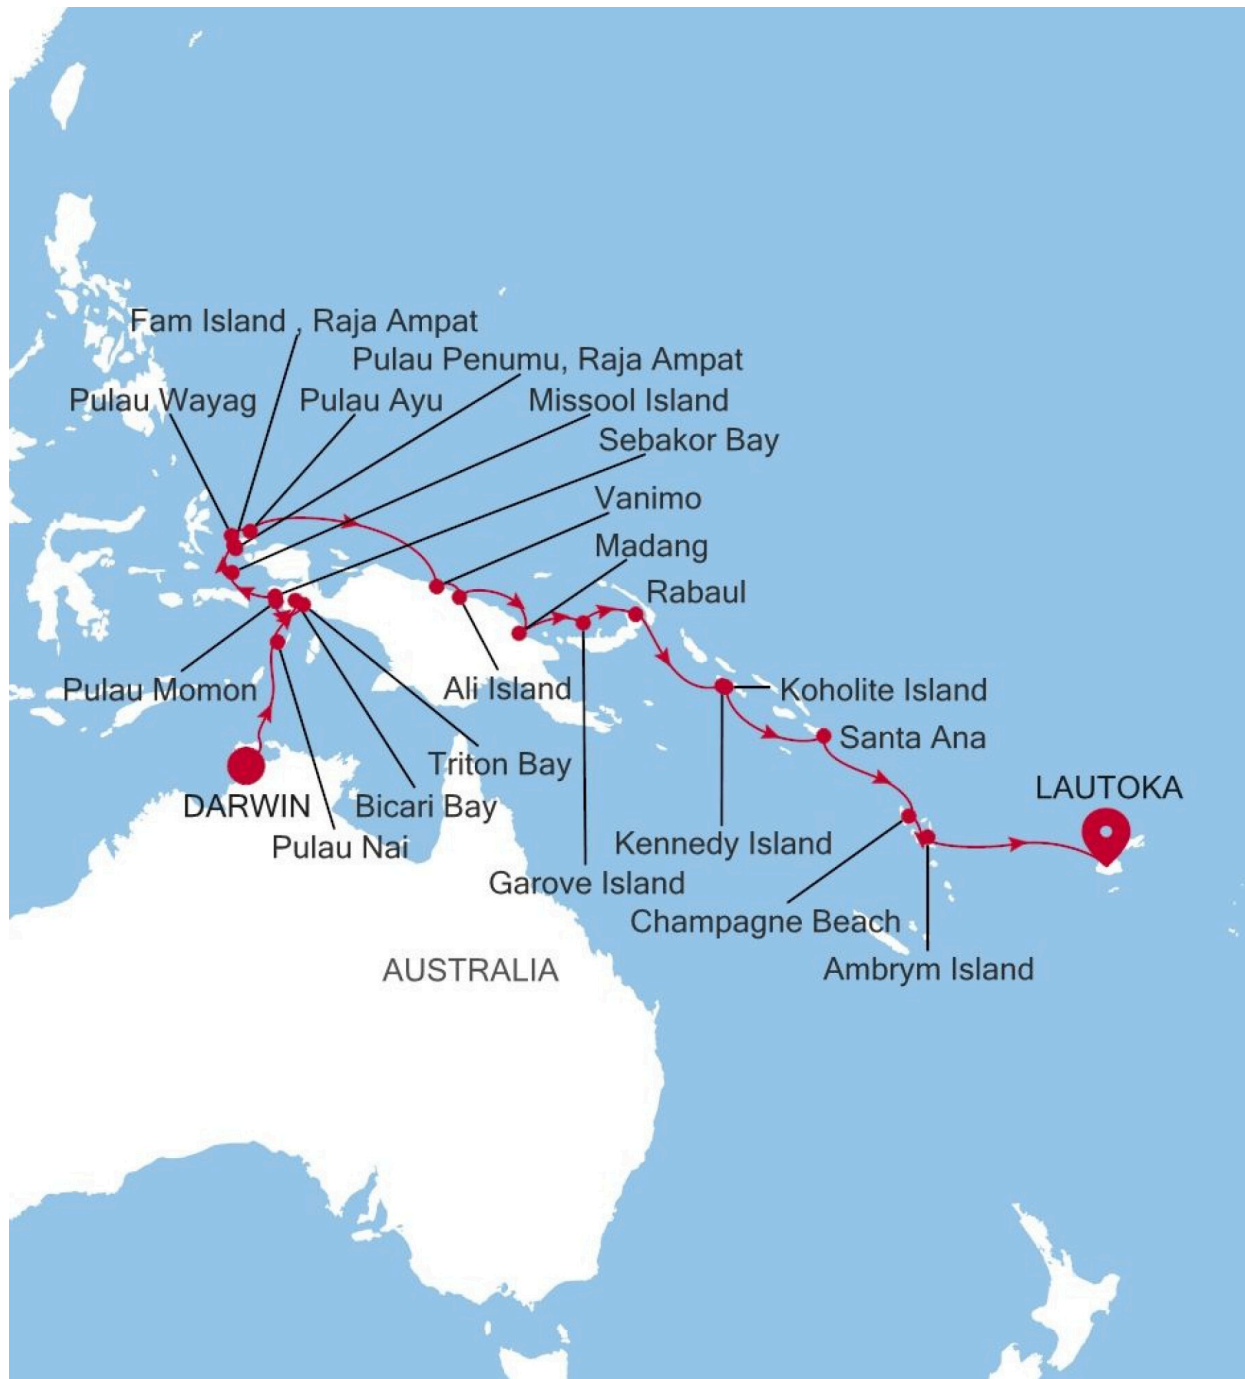 Fam Island , Raja Ampat
Pulau Penumu, Raja Ampat
Pulau Wayag
Pulau Ayu
Missool Island
Sebakor Bay
Vanimo
Madang
Rabaul
Pulau Momon
Ali Island
Koholite Island
Santa Ana
Triton Bay
DARWIN
Bicari Bay
LAUTOKA
Pulau Nai
Kennedy Island
Garove Island
Champagne Beach
AUSTRALIA
Ambrym Island